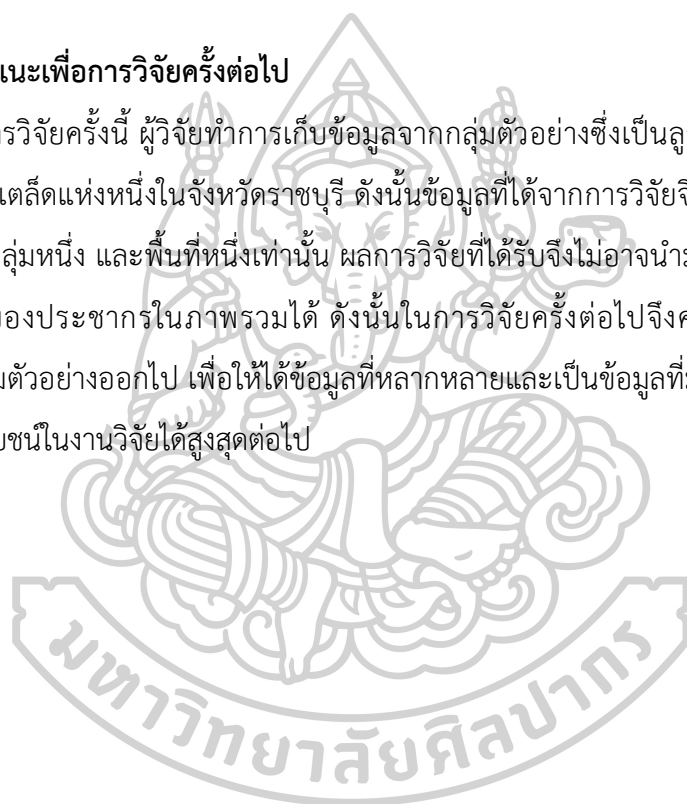 แนะเพื่อการวิจัยครั้งต่อไป
รวิจัยครั้งนี้ ผู้วิจัยทำการเก็บข้อมูลจากกลุ่มตัวอย่างซึ่งเป็นลู
เตล็ดแห่งหนึ่งในจังหวัดราชบุรี ดังนั้นข้อมูลที่ได้จากการวิจัยจึ
ลุ่มหนึ่ง และพื้นที่หนึ่งเท่านั้น ผลการวิจัยที่ได้รับจึงไม่อาจนำม
องประชากรในภาพรวมได้ ดังนั้นในการวิจัยครั้งต่อไปจึงค
มตัวอย่างออกไป เพื่อให้ได้ข้อมูลที่หลากหลายและเป็นข้อมูลที่ม
ยชน์ในงานวิจัยได้สูงสุดต่อไป
มหาวิทยาลัยศิลปากร